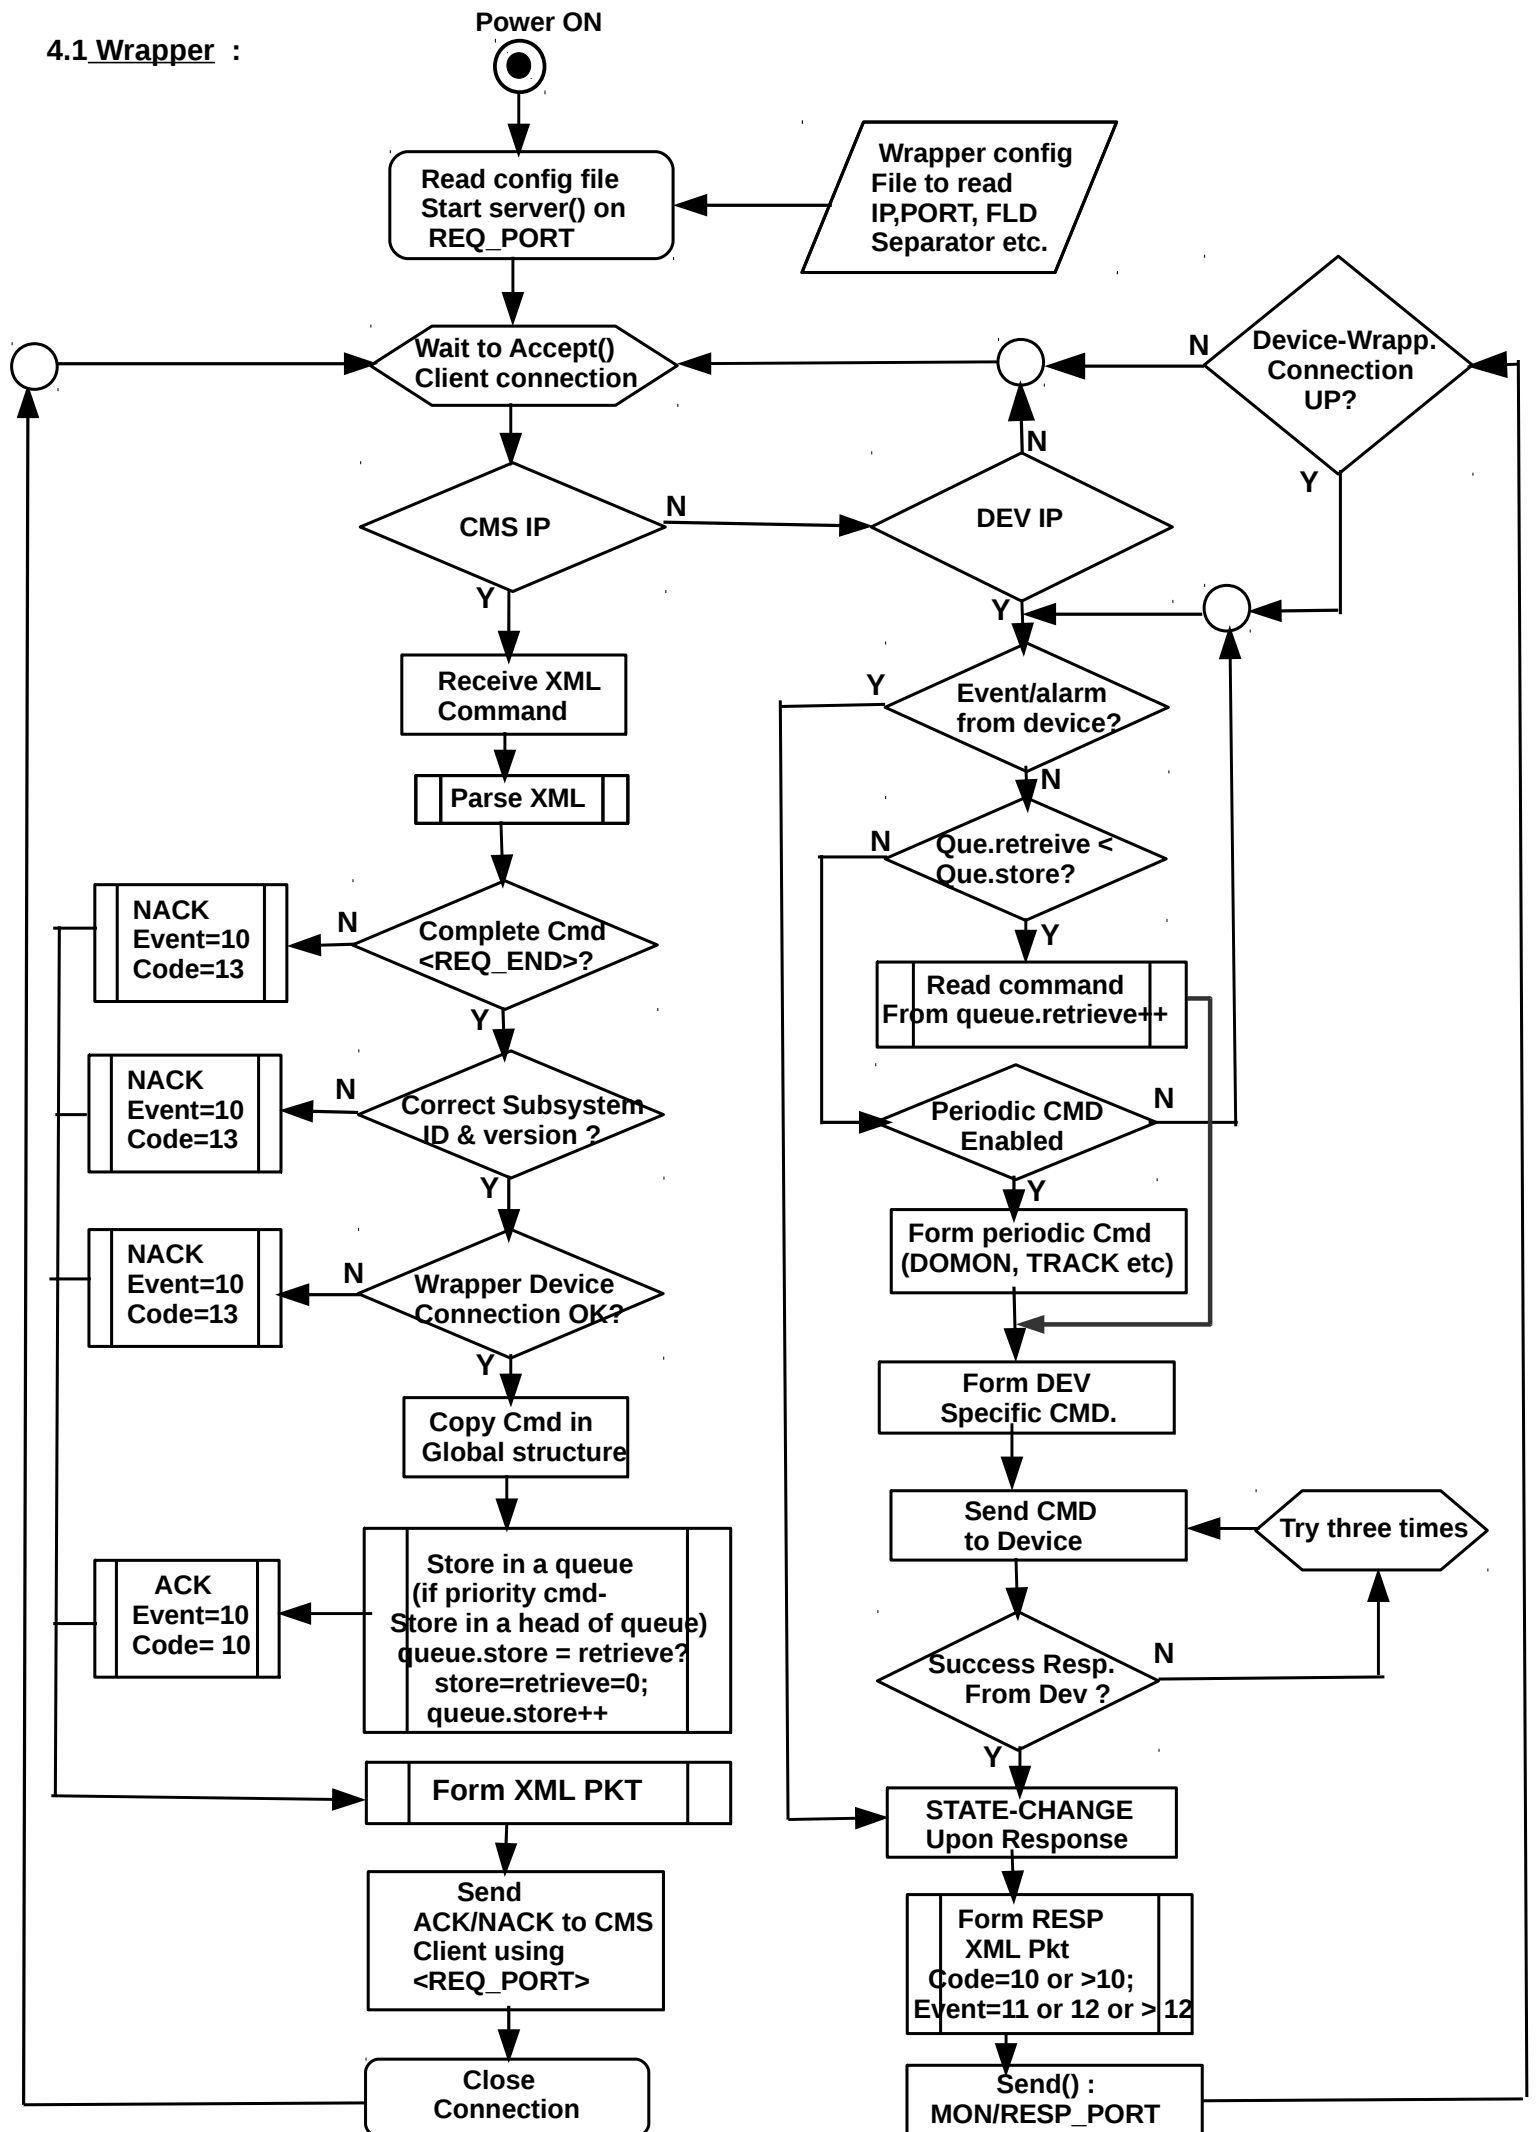 Power ON
4.1 Wrapper :
Read config file
Start server() on
REQ_PORT
Wrapper config
File to read
IP,PORT, FLD
Separator etc.
Wait to Accept()
Client connection
N
Device-Wrapp.
Connection
UP?
Y
CMS IP
N
Y
DEV IP
N
Y
Receive XML
Command
Parse XML
Complete Cmd
<REQ_END>?
N
Y
NACK
Event=10
Code=13
Correct Subsystem
ID & version ?
N
Y
NACK
Event=10
Code=13
Wrapper Device
Connection OK?
N
Y
NACK
Event=10
Code=13
Copy Cmd in
Global structure
Store in a queue
(if priority cmd-
Store in a head of queue)
queue.store = retrieve?
store=retrieve=0;
queue.store++
ACK
Event=10
Code= 10
Form XML PKT
Send
ACK/NACK to CMS
Client using
<REQ_PORT>
Close
Connection
Event/alarm
from device?
Y
N
Que.retreive <
Que.store?
N
Y
Read command
From queue.retrieve++
Periodic CMD
Enabled
N
Y
Form periodic Cmd
(DOMON, TRACK etc)
Form DEV
Specific CMD.
Send CMD
to Device
Try three times
Success Resp.
From Dev ?
N
Y
STATE-CHANGE
Upon Response
Form RESP
XML Pkt
Code=10 or >10;
Event=11 or 12 or > 12
Send() :
MON/RESP_PORT